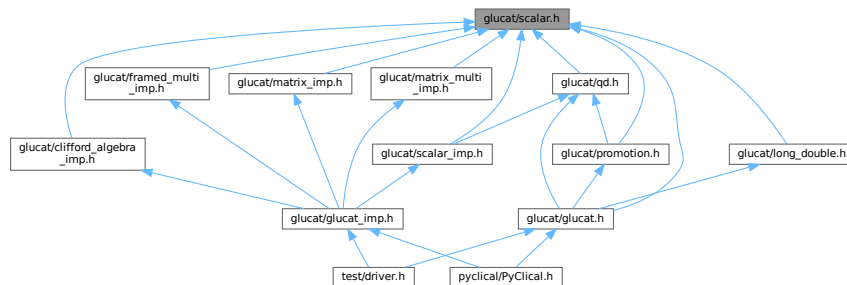 glucat/scalar.h
glucat/framed_multi
_imp.h
glucat/matrix_imp.h
glucat/matrix_multi
_imp.h
glucat/qd.h
glucat/clifford_algebra
_imp.h
glucat/scalar_imp.h
glucat/promotion.h
glucat/long_double.h
glucat/glucat_imp.h
glucat/glucat.h
test/driver.h
pyclical/PyClical.h